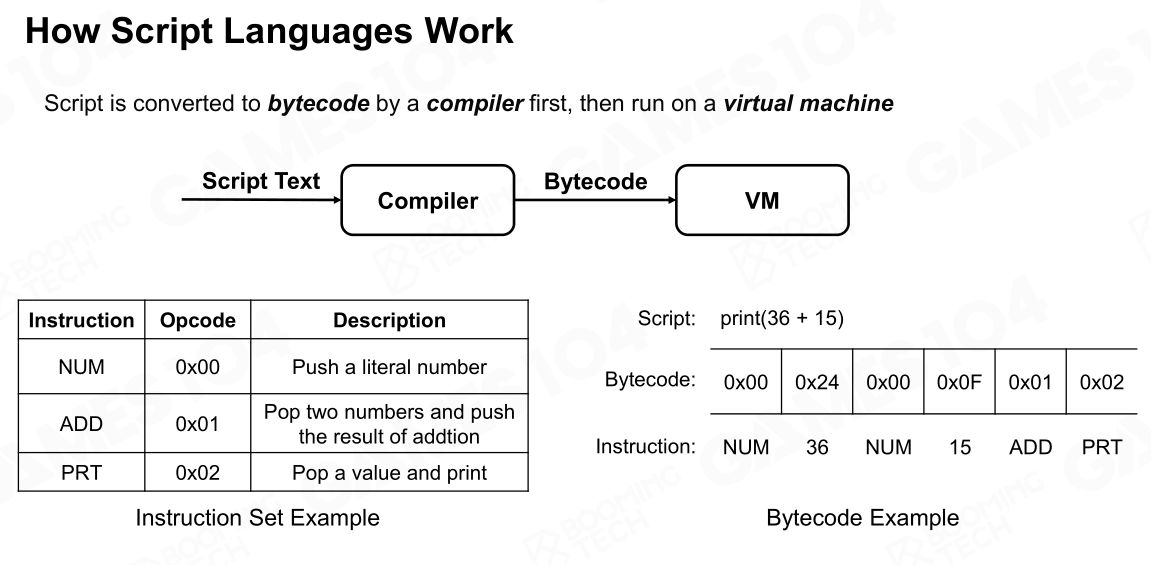 How Script Languages Work
Script is converted to bytecode by a compiler first, then run on a virtual machine
Script Text
Compiler
Bytecode
VM
Instruction Opcode Description
NUM 0x00 Push a literal number
ADD 0x01 Pop two numbers and push
the result of addtion
PRT 0x02 Pop a value and print
Instruction Set Example
Script: print(36 + 15)
Bytecode: 0x00 0x24 0x00 0x0F 0x01 0x02
Instruction: NUM 36 NUM 15 ADD PRT
Bytecode Example
GAMES104
BOOMING
TECH